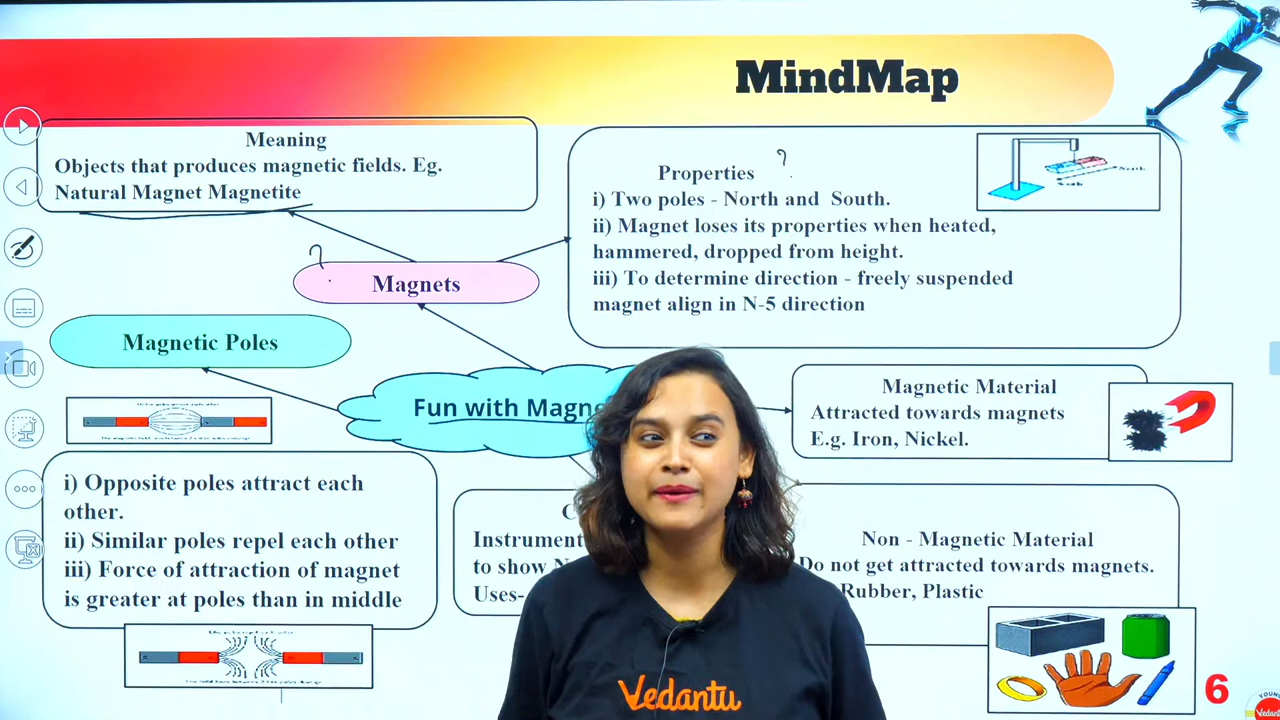 MindMap
Meaning
Objects that produces magnetic fields. Eg.
Natural Magnet Magnetite
?
Properties
i) Two poles - North and South.
ii) Magnet loses its properties when heated,
hammered, dropped from height.
iii) To determine direction - freely suspended
magnet align in N-5 direction
?
Magnets
Magnetic Poles
Fun with Magne
Magnetic Material
Attracted towards magnets
E.g. Iron, Nickel.
i) Opposite poles attract each
other.
ii) Similar poles repel each other
iii) Force of attraction of magnet
is greater at poles than in middle
C
Instrument
to show N
Uses-
Non - Magnetic Material
Do not get attracted towards magnets.
Rubber, Plastic
Vedantu
6
YOUNG
Vedant